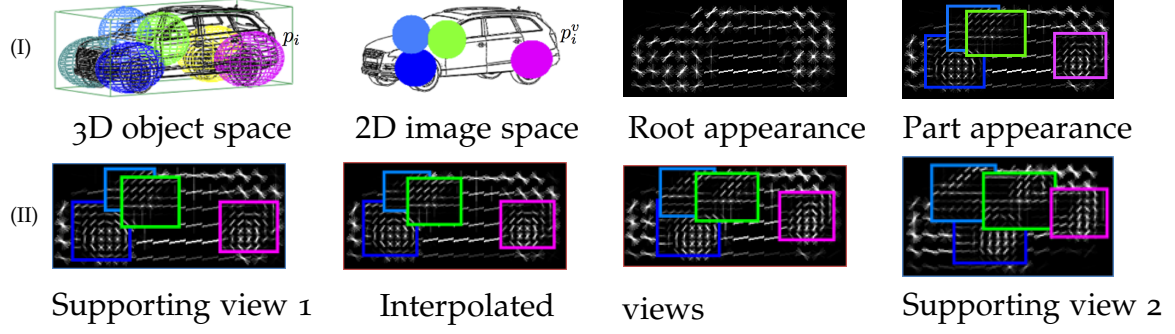 (I)
p_i
p_i^v
3D object space
2D image space
Root appearance
Part appearance
(II)
Supporting view 1
Interpolated
views
Supporting view 2